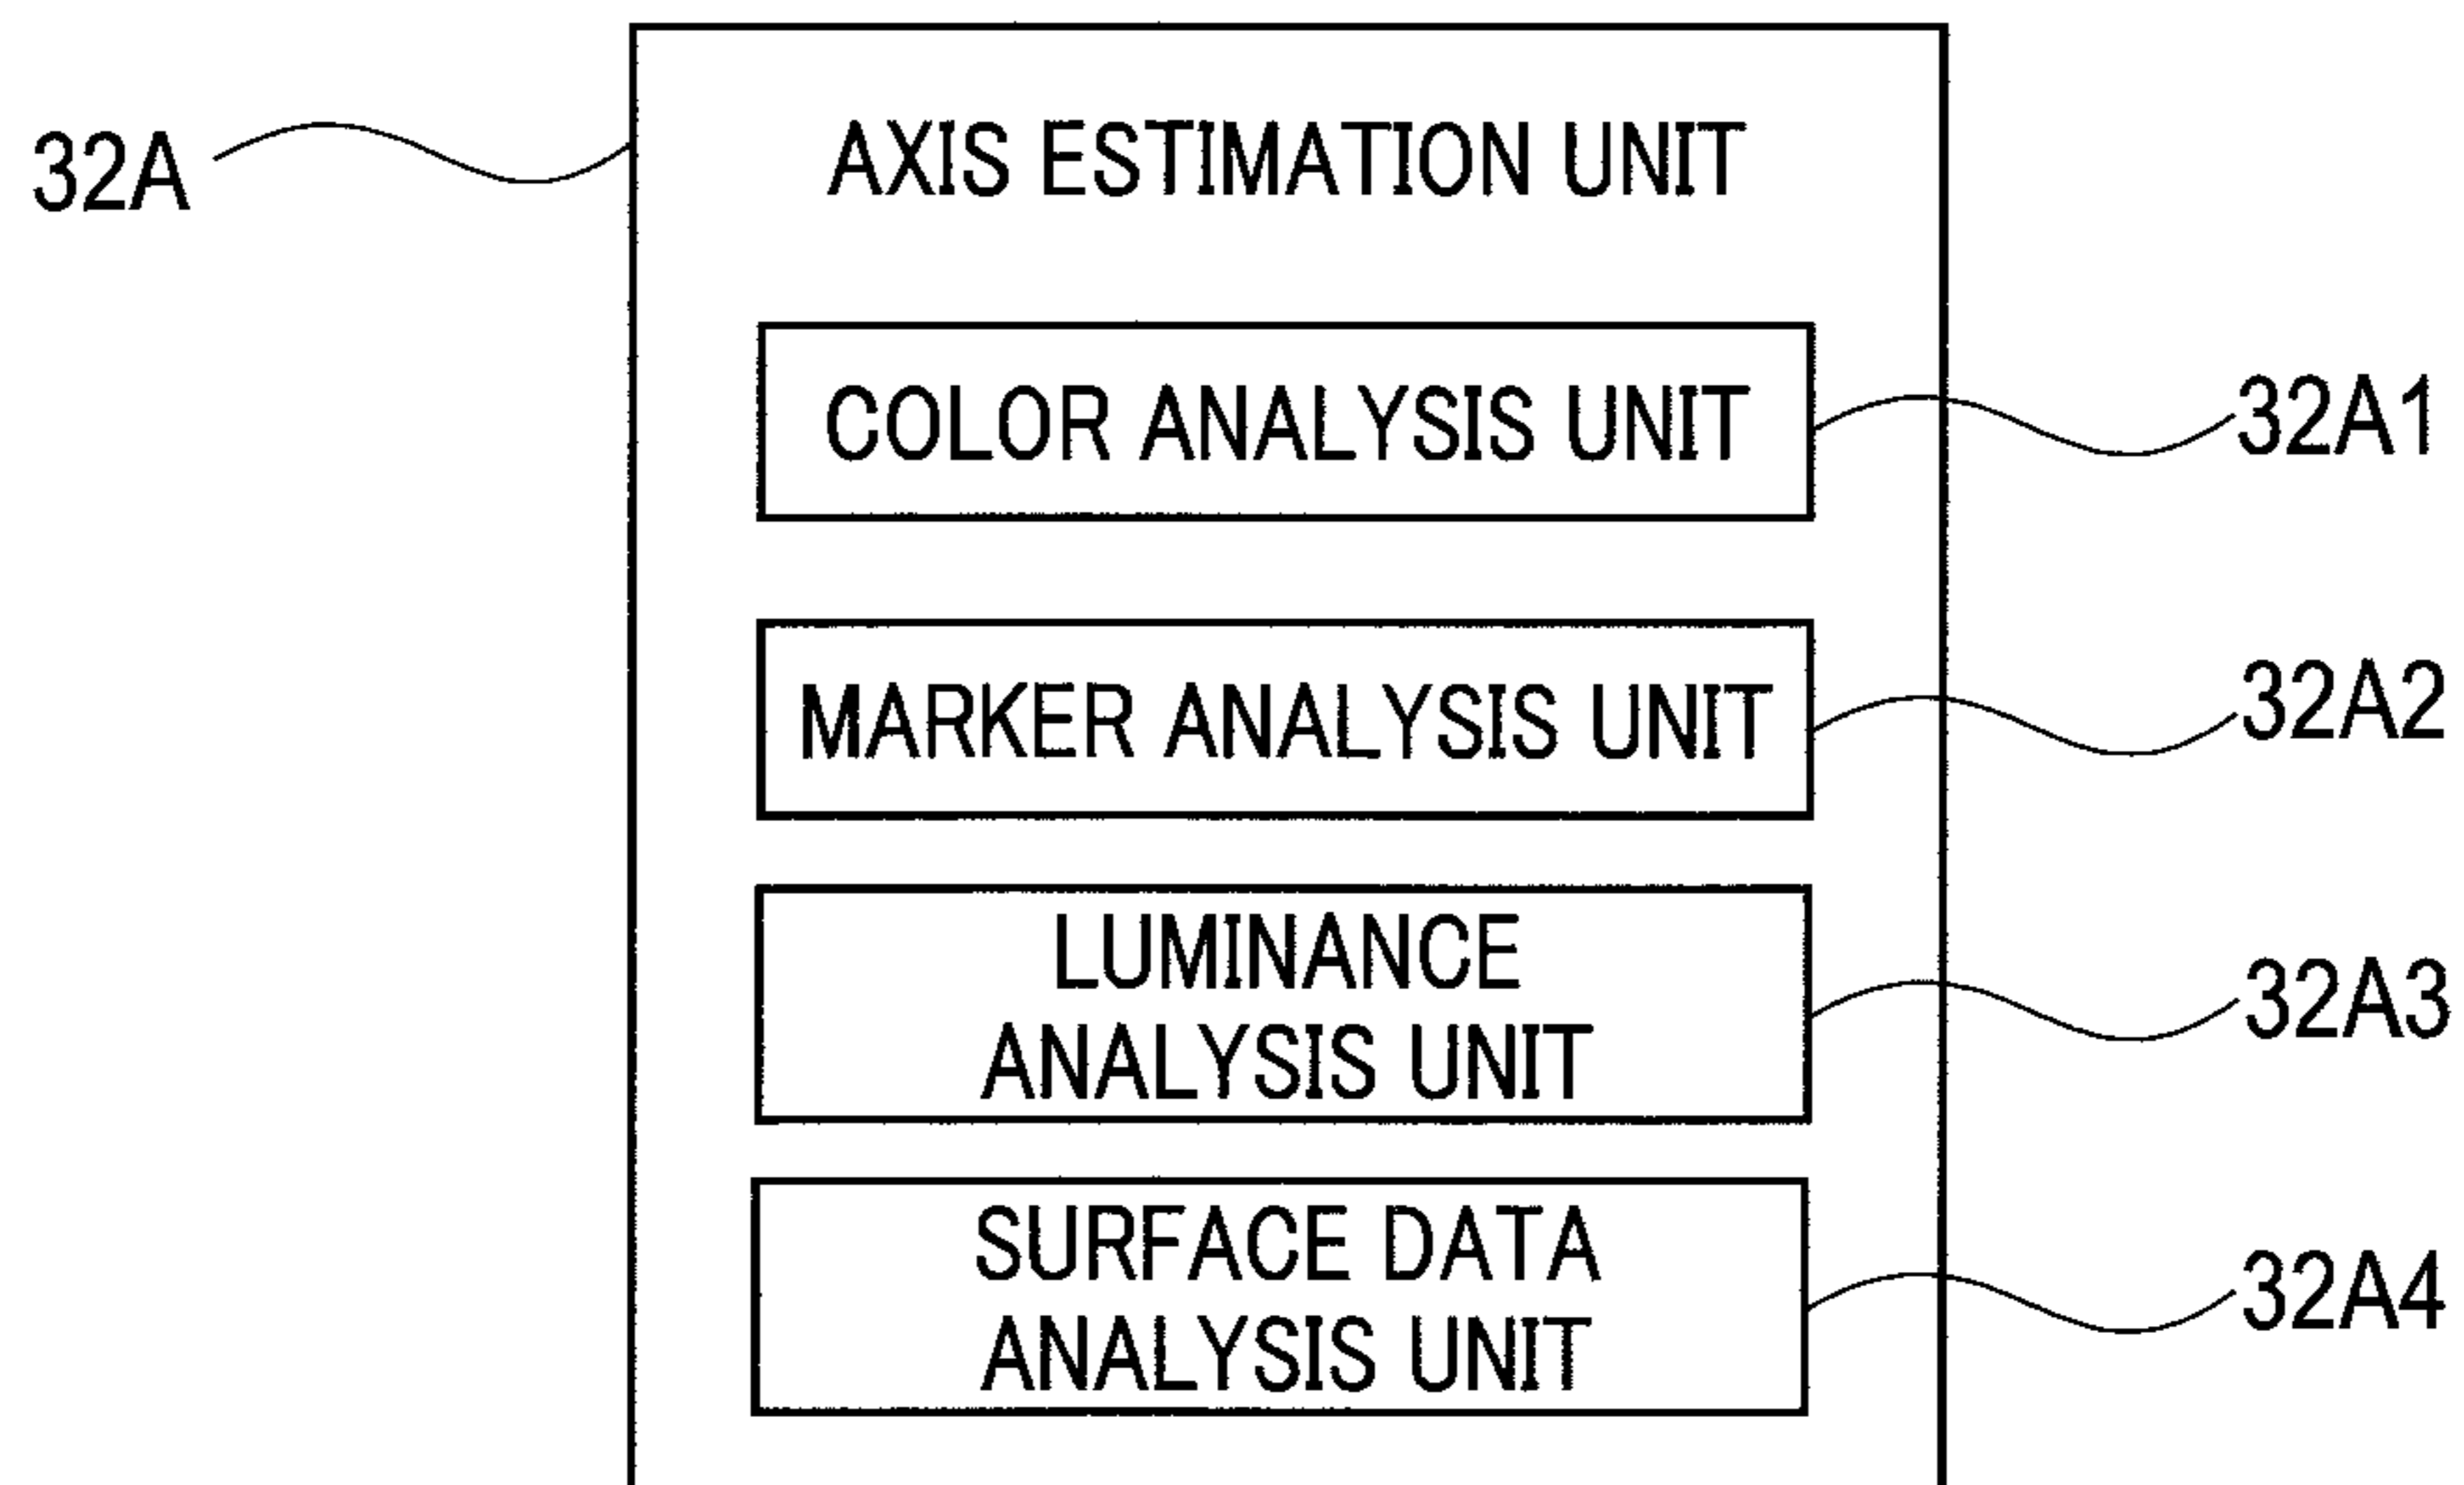 32A
AXIS ESTIMATION UNIT
COLOR ANALYSIS UNIT
32A1
MARKER ANALYSIS UNIT
32A2
LUMINANCE
ANALYSIS UNIT
32A3
SURFACE DATA
ANALYSIS UNIT
32A4